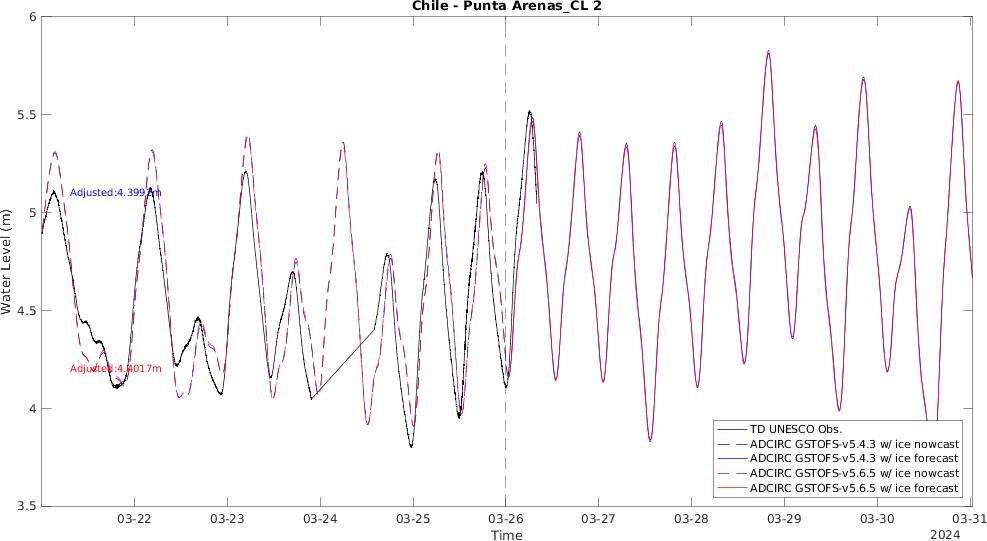 Chile - Punta Arenas_CL 2
6
5.5
5
4.5
4
3.5
Water Level (m)
Adjusted:4.399 m
Adjusted:4.4017m
TD UNESCO Obs.
ADCIRC GSTOFS-v5.4.3 w/ ice nowcast
ADCIRC GSTOFS-v5.4.3 w/ ice forecast
ADCIRC GSTOFS-v5.6.5 w/ ice nowcast
ADCIRC GSTOFS-v5.6.5 w/ ice forecast
03-22 03-23 03-24 03-25 03-26 03-27 03-28 03-29 03-30 03-31
Time
2024